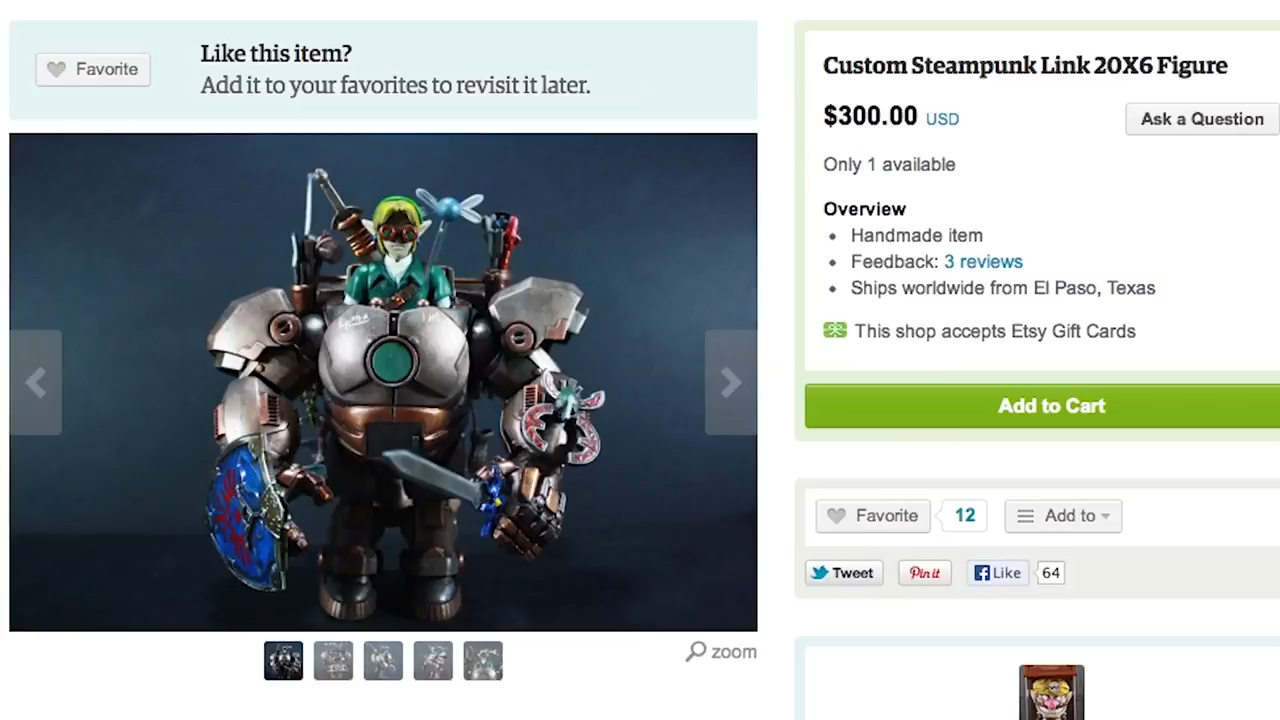 Favorite
Like this item?
Add it to your favorites to revisit it later.
zoom
Custom Steampunk Link 20X6 Figure
$300.00 USD
Ask a Question
Only 1 available
Overview
• Handmade item
• Feedback: 3 reviews
• Ships worldwide from El Paso, Texas
This shop accepts Etsy Gift Cards
Add to Cart
Favorite 12 Add to
Tweet Pin it Like 64